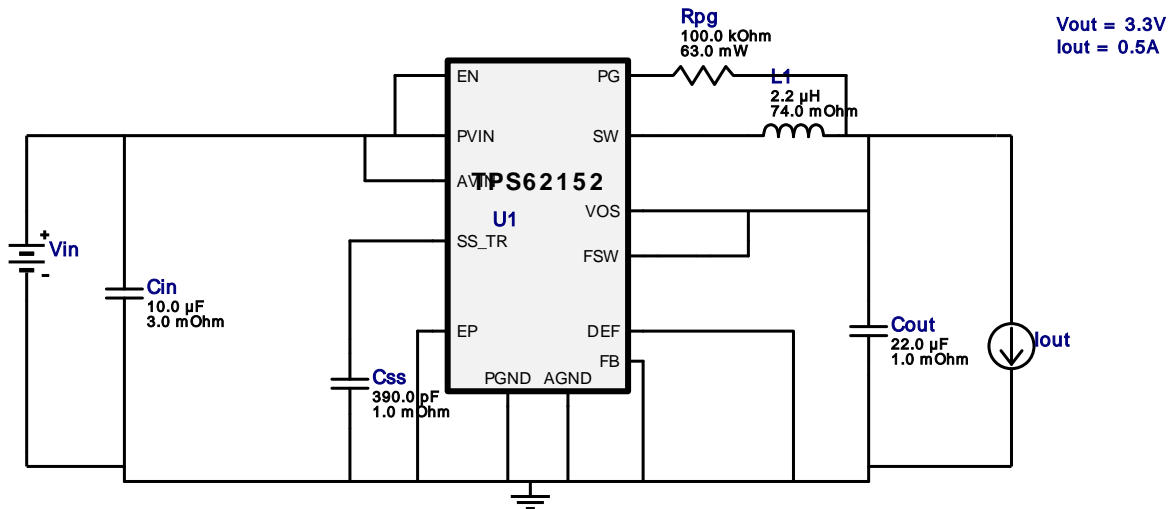 Rpg
100.0 kOhm
63.0 mW
Vout = 3.3V
Iout = 0.5A
EN
PG
L1
2.2 µH
74.0 mOhm
PVIN
SW
AVIN
TPS62152
U1
VOS
SS_TR
FSW
+
Vin
-
Cin
10.0 µF
3.0 mOhm
EP
DEF
FB
Cout
22.0 µF
1.0 mOhm
Iout
PGND
AGND
Css
390.0 pF
1.0 mOhm